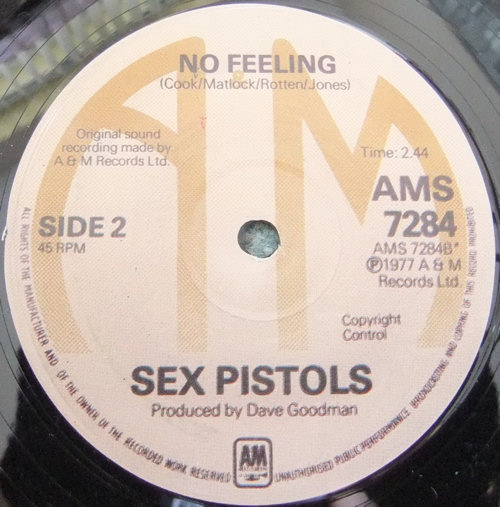 NO FEELING
(Cook/Matlock/Rotten/Jones)
Original sound
recording made by
A & M Records Ltd.
Time: 2.44
AMS
7284
AMS 7284B*
℗1977 A & M
Records Ltd
SIDE 2
45 RPM
Copyright
Control
SEX PISTOLS
Produced by Dave Goodman
ALL RIGHTS OF THE MANUFACTURER AND OF THE OWNER OF THE RECORDED WORK RESERVED
UNAUTHORISED PUBLIC PERFORMANCE BROADCASTING AND COPYING OF THIS RECORD PROHIBITED
AM